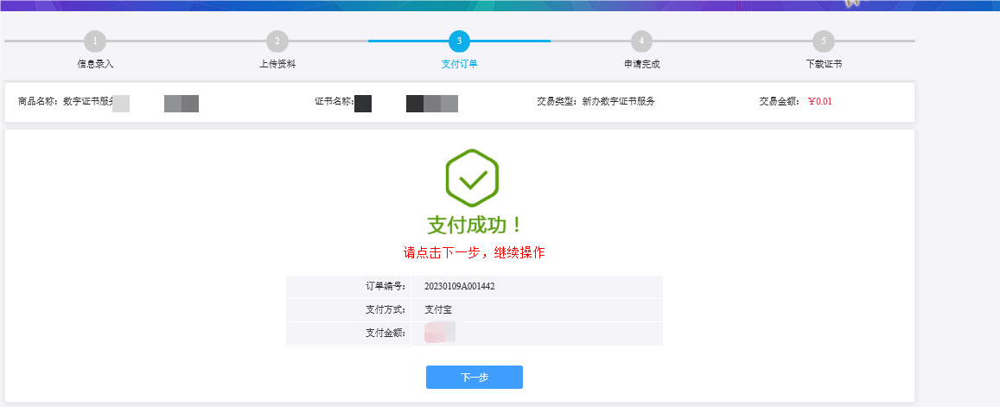 1 2 3 4 5
信息录入 上传资料 支付订单 申请完成 下载证书
商品名称：数字证书服务 证书名称： 交易类型：新办数字证书服务 交易金额：￥0.01
支付成功！
请点击下一步，继续操作
订单编号： 20230109A001442
支付方式： 支付宝
支付金额：
下一步